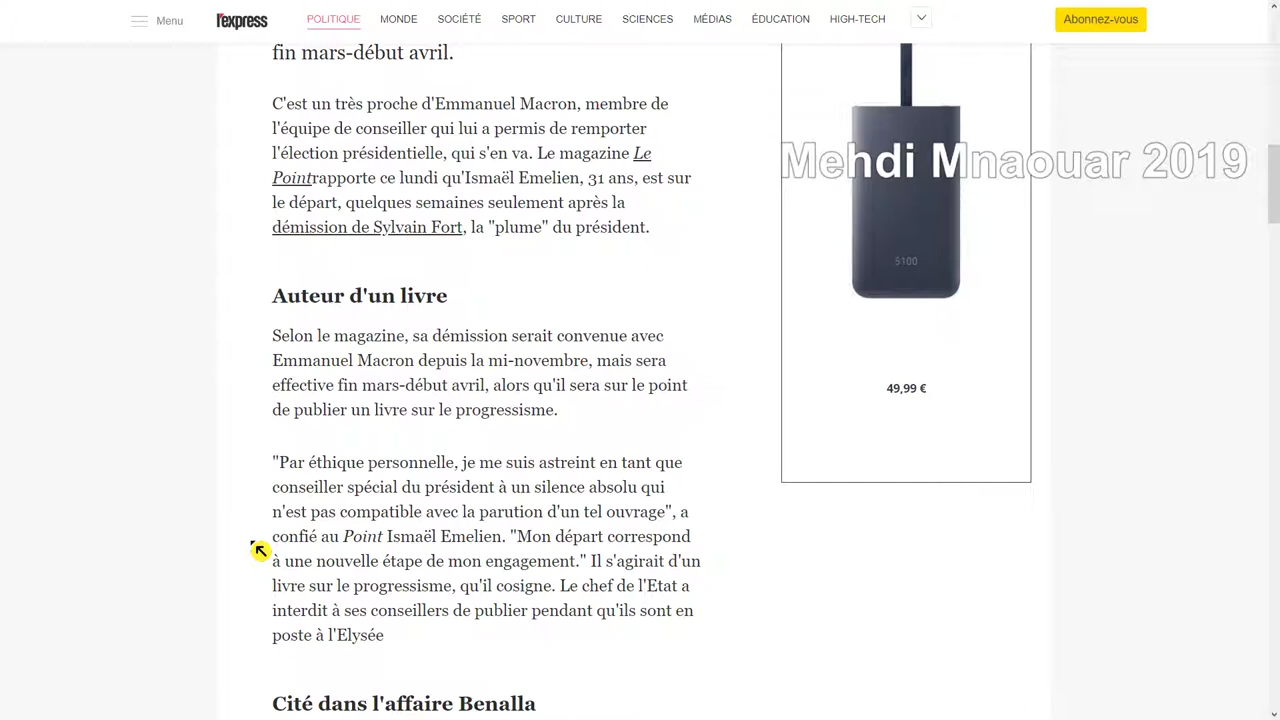 Menu
l'express
POLITIQUE
MONDE
SOCIÉTÉ
SPORT
CULTURE
SCIENCES
MÉDIAS
ÉDUCATION
HIGH-TECH
Abonnez-vous
fin mars-début avril.
C'est un très proche d'Emmanuel Macron, membre de
l'équipe de conseiller qui lui a permis de remporter
l'élection présidentielle, qui s'en va. Le magazine Le
Pointrapporte ce lundi qu'Ismaël Emelien, 31 ans, est sur
le départ, quelques semaines seulement après la
démission de Sylvain Fort, la "plume" du président.
Auteur d'un livre
Selon le magazine, sa démission serait convenue avec
Emmanuel Macron depuis la mi-novembre, mais sera
effective fin mars-début avril, alors qu'il sera sur le point
de publier un livre sur le progressisme.
"Par éthique personnelle, je me suis astreint en tant que
conseiller spécial du président à un silence absolu qui
n'est pas compatible avec la parution d'un tel ouvrage", a
confié au Point Ismaël Emelien. "Mon départ correspond
à une nouvelle étape de mon engagement." Il s'agirait d'un
livre sur le progressisme, qu'il cosigne. Le chef de l'Etat a
interdit à ses conseillers de publier pendant qu'ils sont en
poste à l'Elysée
Cité dans l'affaire Benalla
Mehdi Mnaouar 2019
S100
49,99 €